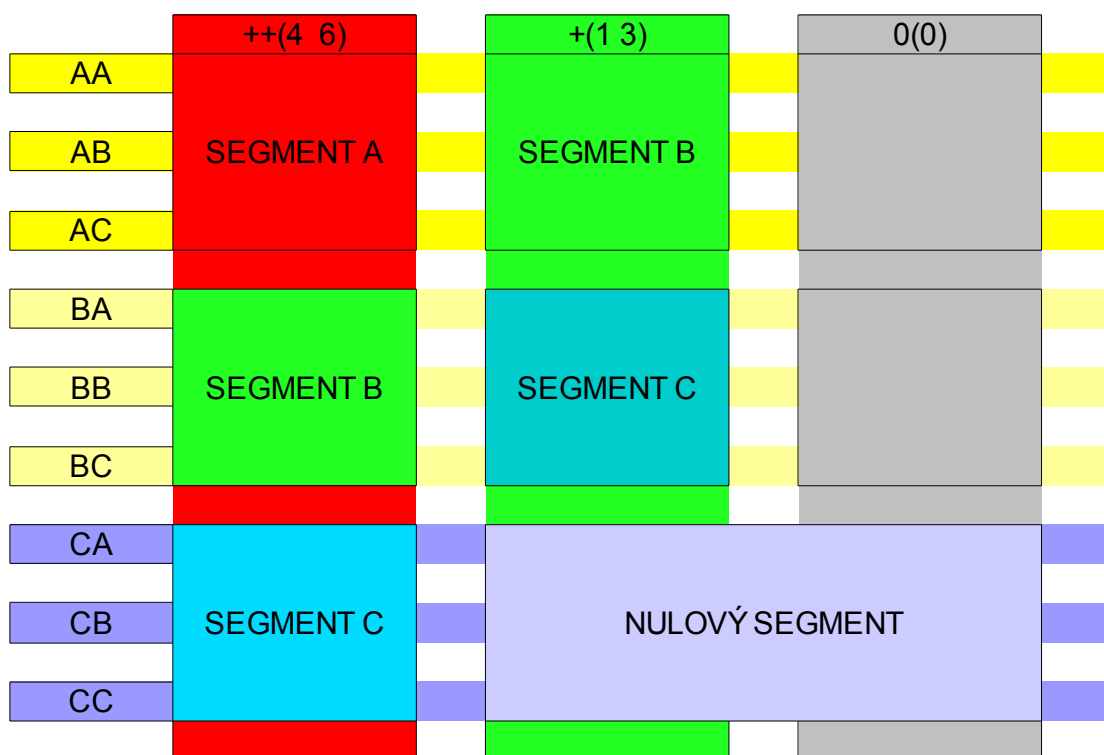 ++(4 6) +(1 3) 0(0)
AA
AB SEGMENT A SEGMENT B
AC
BA
BB SEGMENT B SEGMENT C
BC
CA
CB SEGMENT C NULOVÝ SEGMENT
CC